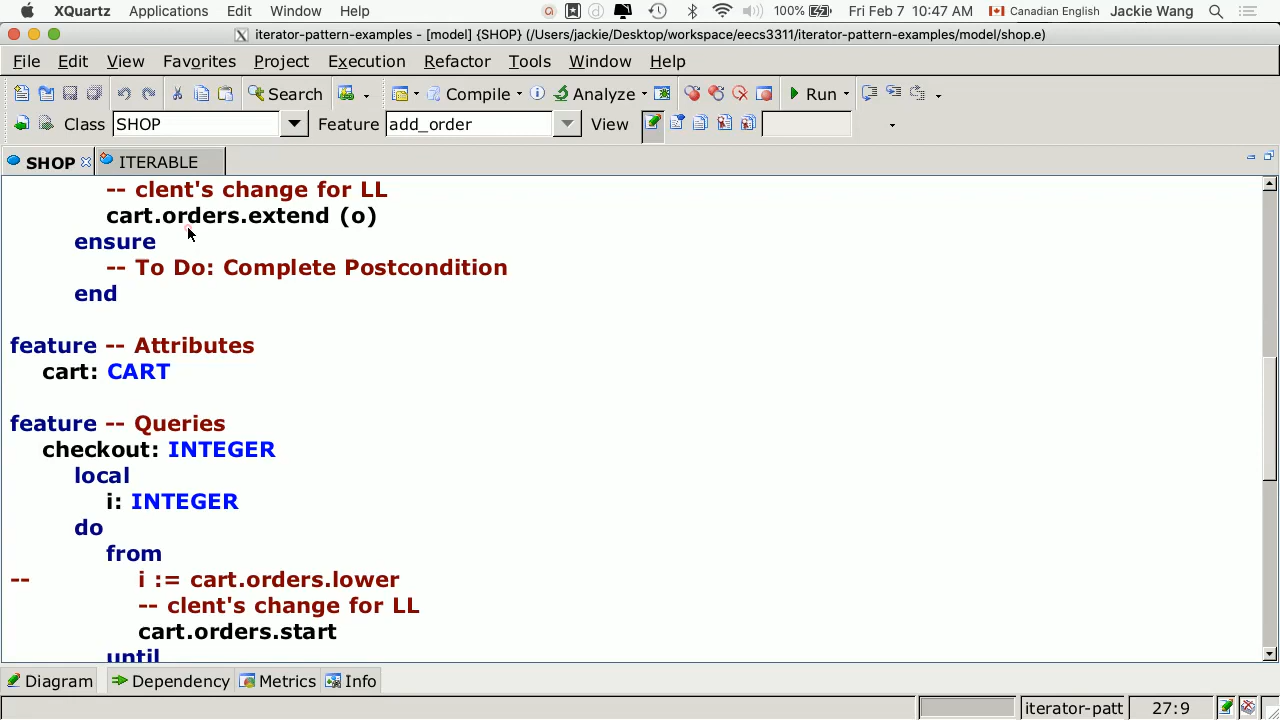 XQuartz Applications Edit Window Help 100% Fri Feb 7 10:47 AM Canadian English Jackie Wang
iterator-pattern-examples - [model] {SHOP} (/Users/jackie/Desktop/workspace/eecs3311/iterator-pattern-examples/model/shop.e)
File Edit View Favorites Project Execution Refactor Tools Window Help
Search Compile Analyze Run
Class SHOP Feature add_order View
SHOP ITERABLE
-- clent's change for LL
cart.orders.extend (o)
ensure
-- To Do: Complete Postcondition
end
feature -- Attributes
cart: CART
feature -- Queries
checkout: INTEGER
local
i: INTEGER
do
from
-- i := cart.orders.lower
-- clent's change for LL
cart.orders.start
until
Diagram Dependency Metrics Info
iterator-patt 27:9